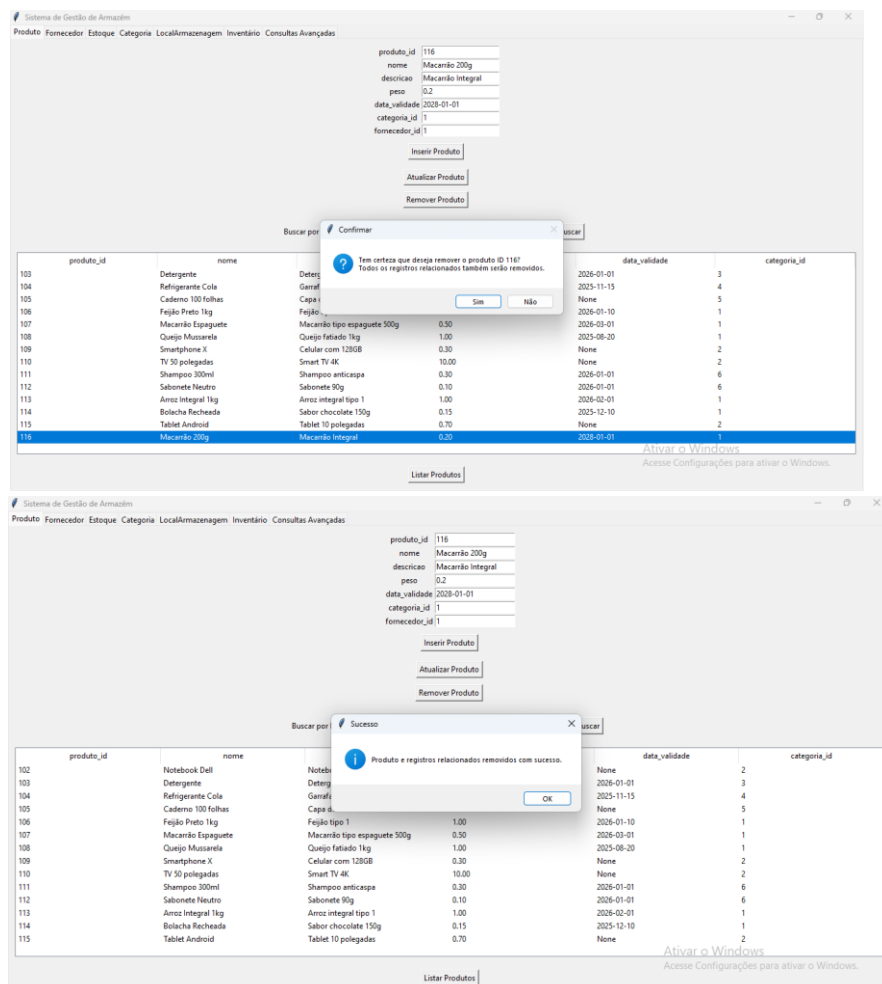 Sistema de Gestão de Armazém
Produto Fornecedor Estoque Categoria LocalArmazenagem Inventário Consultas Avançadas
produto_id 116
nome Macarrão 200g
descricao Macarrão Integral
peso 0.2
data_validade 2028-01-01
categoria_id 1
fornecedor_id 1
Inserir Produto
Atualizar Produto
Remover Produto
Buscar por
Confirmar
Tem certeza que deseja remover o produto ID 116?
Todos os registros relacionados também serão removidos.
Sim Não
uscar
produto_id nome data_validade categoria_id
103 Detergente Deterg 2026-01-01 3
104 Refrigerante Cola Garraf 2025-11-15 4
105 Caderno 100 folhas Capa None 5
106 Feijão Preto 1kg Feijão 2026-01-10 1
107 Macarrão Espaguete Macarrão tipo espaguete 500g 0.50 2026-03-01 1
108 Queijo Mussarela Queijo fatiado 1kg 1.00 2025-08-20 1
109 Smartphone X Celular com 128GB 0.30 None 2
110 TV 50 polegadas Smart TV 4K 10.00 None 2
111 Shampoo 300ml Shampoo anticaspa 0.30 2026-01-01 6
112 Sabonete Neutro Sabonete 90g 0.10 2026-01-01 6
113 Arroz Integral 1kg Arroz integral tipo 1 1.00 2026-02-01 1
114 Bolacha Recheada Sabor chocolate 150g 0.15 2025-12-10 1
115 Tablet Android Tablet 10 polegadas 0.70 None 2
116 Macarrão 200g Macarrão Integral 0.20 2028-01-01 1
Ativar o Windows
Acesse Configurações para ativar o Windows.
Listar Produtos
Sistema de Gestão de Armazém
Produto Fornecedor Estoque Categoria LocalArmazenagem Inventário Consultas Avançadas
produto_id 116
nome Macarrão 200g
descricao Macarrão Integral
peso 0.2
data_validade 2028-01-01
categoria_id 1
fornecedor_id 1
Inserir Produto
Atualizar Produto
Remover Produto
Buscar por
Sucesso
Produto e registros relacionados removidos com sucesso.
OK
uscar
produto_id nome data_validade categoria_id
102 Notebook Dell Noteb None 2
103 Detergente Deterg 2026-01-01 3
104 Refrigerante Cola Garrafa 2025-11-15 4
105 Caderno 100 folhas Capa d None 5
106 Feijão Preto 1kg Feijão tipo 1 1.00 2026-01-10 1
107 Macarrão Espaguete Macarrão tipo espaguete 500g 0.50 2026-03-01 1
108 Queijo Mussarela Queijo fatiado 1kg 1.00 2025-08-20 1
109 Smartphone X Celular com 128GB 0.30 None 2
110 TV 50 polegadas Smart TV 4K 10.00 None 2
111 Shampoo 300ml Shampoo anticaspa 0.30 2026-01-01 6
112 Sabonete Neutro Sabonete 90g 0.10 2026-01-01 6
113 Arroz Integral 1kg Arroz integral tipo 1 1.00 2026-02-01 1
114 Bolacha Recheada Sabor chocolate 150g 0.15 2025-12-10 1
115 Tablet Android Tablet 10 polegadas 0.70 None 2
Ativar o Windows
Acesse Configurações para ativar o Windows.
Listar Produtos